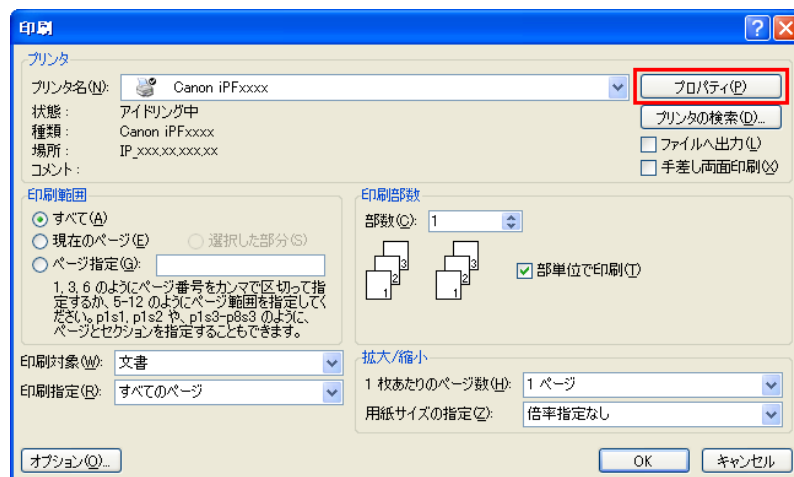 印刷
プリンタ
プリンタ名(N): Canon iPFxxxx
プロパティ(P)
状態: アイドリング中
プリンタの検索(D)...
種類: Canon iPFxxxx
場所: IP_xxx,xx,xxx,xx
ファイルへ出力(L)
コメント:
手差し両面印刷(X)
印刷範囲
すべて(A)
現在のページ(E) 選択した部分(S)
ページ指定(G):
1, 3, 6 のようにページ番号をカンマで区切って指
定するか、5-12 のようにページ範囲を指定してく
ださい。p1s1, p1s2 や、p1s3-p8s3 のように、
ページとセクションを指定することもできます。
印刷部数
部数(C): 1
1 2 3 1 2 3
部単位で印刷(T)
印刷対象(W): 文書
印刷指定(R): すべてのページ
拡大/縮小
1 枚あたりのページ数(H): 1 ページ
用紙サイズの指定(Z): 倍率指定なし
オプション(O)...
OK
キャンセル